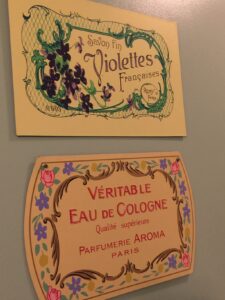 Savon Fin
Violettes
Françaises
VÉRITABLE
EAU DE COLOGNE
Qualité supérieure
PARFUMERIE AROMA
PARIS